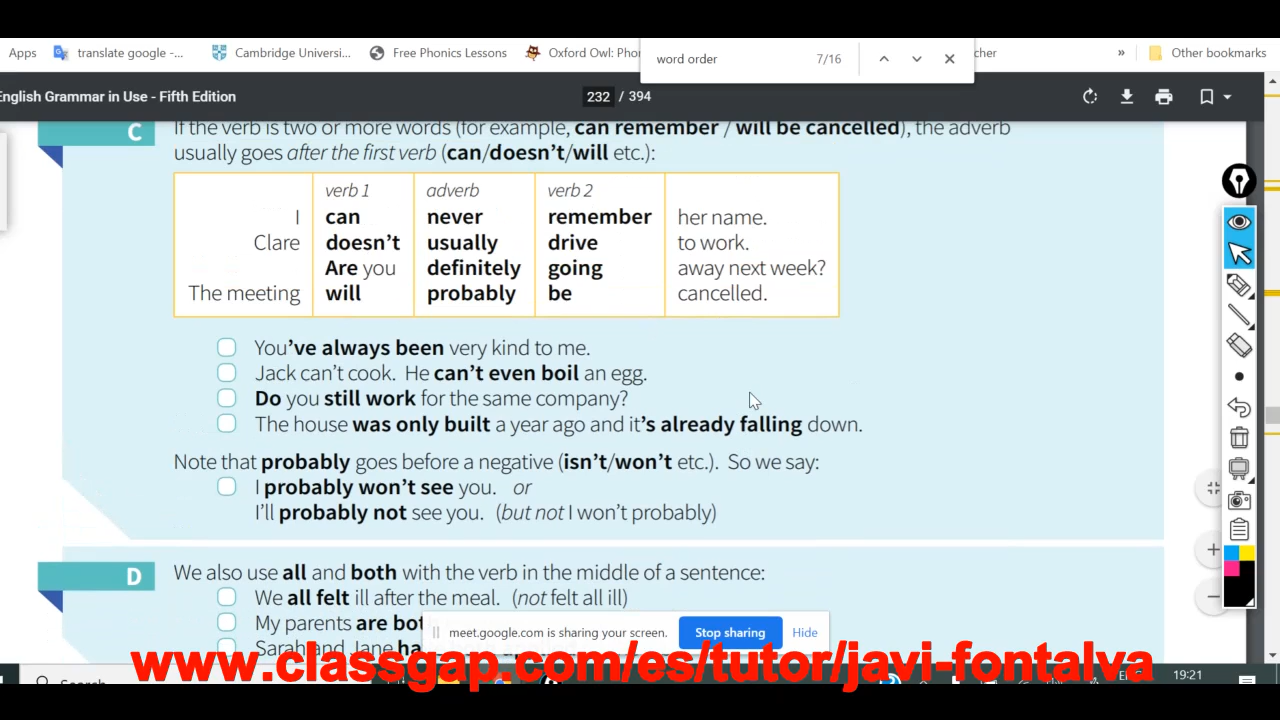 Apps translate google -... Cambridge Universi... Free Phonics Lessons Oxford Owl: Pho cher » Other bookmarks
word order 7/16
English Grammar in Use - Fifth Edition 232 / 394
C If the verb is two or more words (for example, can remember / will be cancelled), the adverb
usually goes after the first verb (can/doesn't/will etc.):
verb 1 adverb verb 2
I can never remember her name.
Clare doesn't usually drive to work.
Are you definitely going away next week?
The meeting will probably be cancelled.
You've always been very kind to me.
Jack can't cook. He can't even boil an egg.
Do you still work for the same company?
The house was only built a year ago and it's already falling down.
Note that probably goes before a negative (isn't/won't etc.). So we say:
I probably won't see you. or
I'll probably not see you. (but not I won't probably)
D We also use all and both with the verb in the middle of a sentence:
We all felt ill after the meal. (not felt all ill)
My parents are bot
meet.google.com is sharing your screen. Stop sharing Hide
Sarah and Jane ha
www.classgap.com/es/tutor/javi-fontalva
Search 19:21